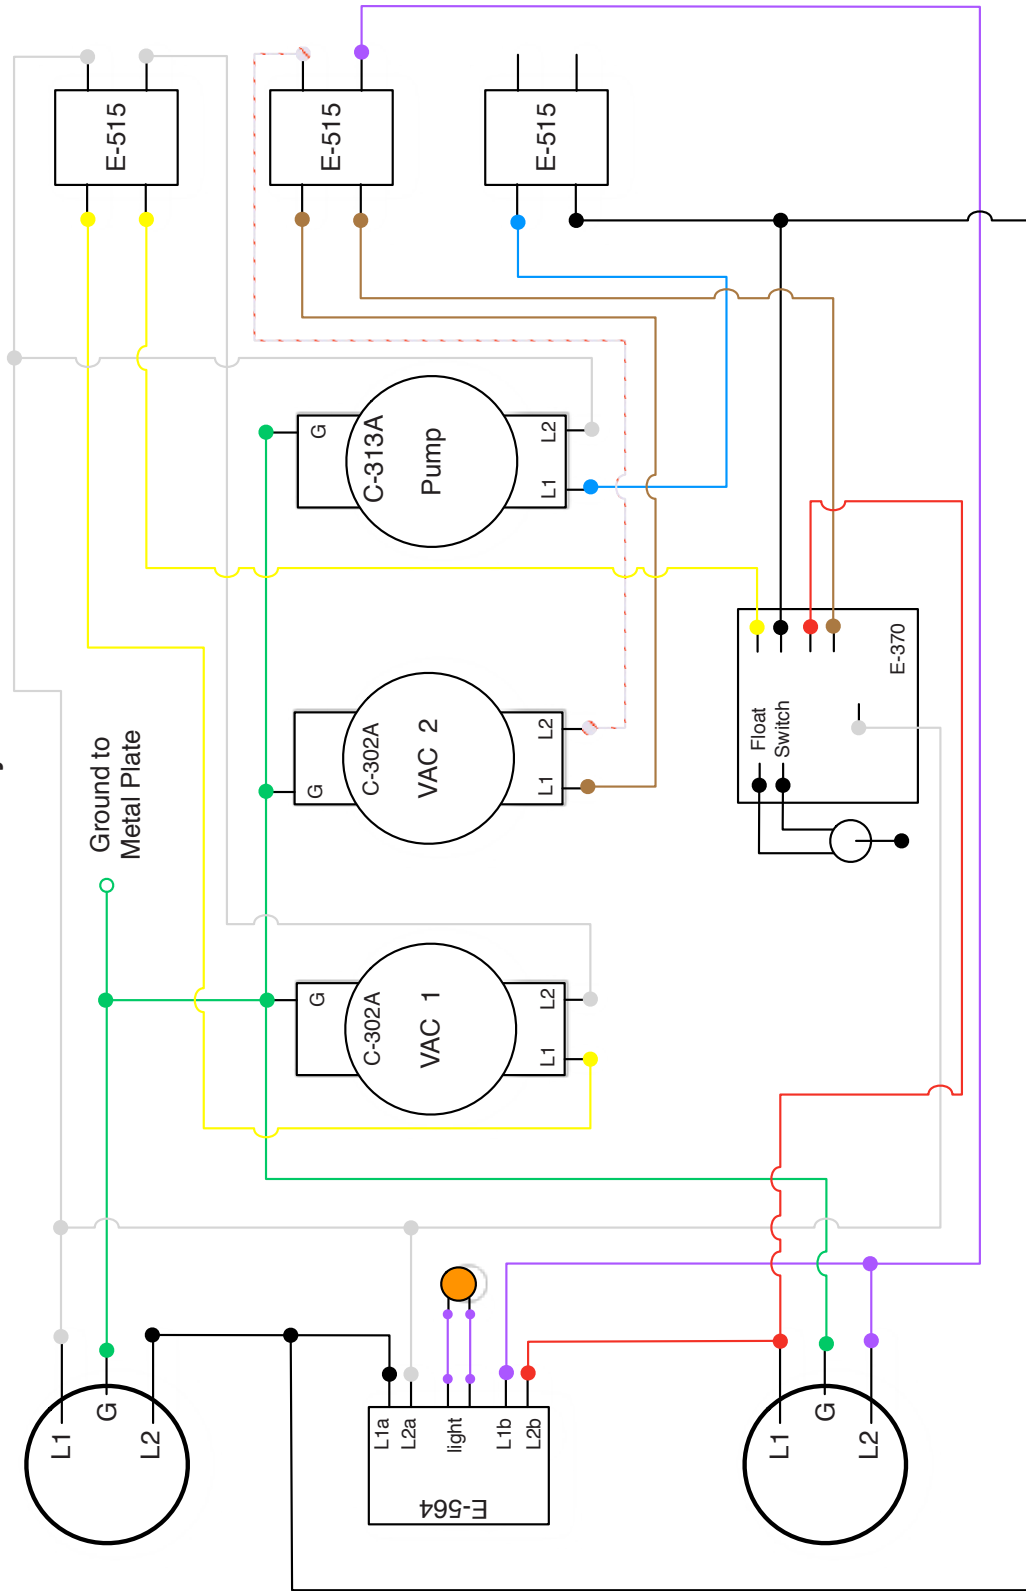 E-515
E-515
E-515
G
C-313A
Pump
L2
L1
G
C-302A
VAC 2
L2
L1
E-370
Float
Switch
Ground to
Metal Plate
G
C-302A
VAC 1
L2
L1
L1
G
L2
L1a
L2a
light
L1b
L2b
E-564
L1
G
L2